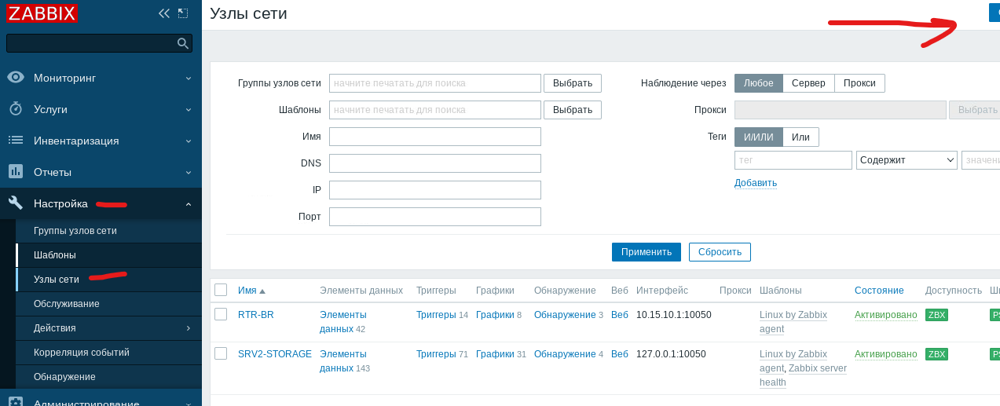 ZABBIX
Мониторинг
Услуги
Инвентаризация
Отчеты
Настройка
Группы узлов сети
Шаблоны
Узлы сети
Обслуживание
Действия
Корреляция событий
Обнаружение
Администрирование
Узлы сети
Группы узлов сети начните печатать для поиска Выбрать
Шаблоны начните печатать для поиска Выбрать
Имя
DNS
IP
Порт
Наблюдение через Любое Сервер Прокси
Прокси Выбрать
Теги И/ИЛИ Или
тег Содержит
Добавить
Применить Сбросить
Имя Элементы данных Триггеры Графики Обнаружение Веб Интерфейс Прокси Шаблоны Состояние Доступность
RTR-BR Элементы Триггеры 14 Графики 8 Обнаружение 3 Веб 10.15.10.1:10050 Linux by Zabbix Активировано ZBX
данных 42 agent
SRV2-STORAGE Элементы Триггеры 71 Графики 31 Обнаружение 4 Веб 127.0.0.1:10050 Linux by Zabbix Активировано ZBX
данных 143 agent, Zabbix server
health